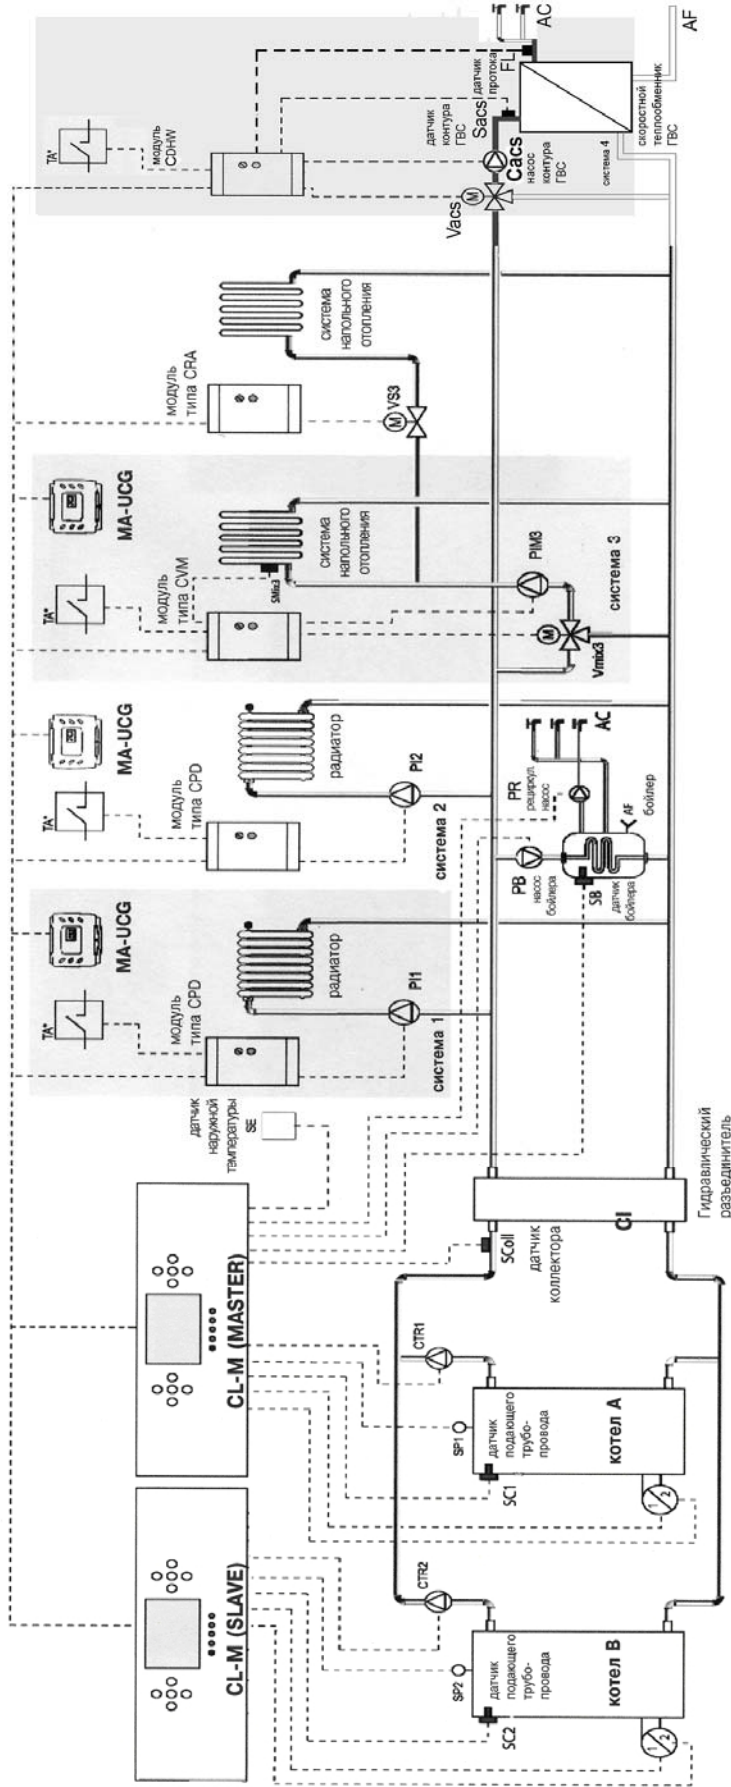 CL-M (SLAVE)
CL-M (MASTER)
датчик
наружной
температуры
SE
TA*
MA-UCG
модуль
типа CPD
радиатор
PI1
система 1
TA*
MA-UCG
модуль
типа CPD
радиатор
PI2
система 2
TA*
MA-UCG
модуль
типа CVM
SMix3
система
напольного
отопления
PIM3
M
Vmix3
система 3
модуль
типа CRA
M
VS3
система
напольного
отопления
TA*
модуль
CDHW
M
Vacs
датчик
контура
ГВС
Sacs
Cacs
насос
контура
ГВС
датчик
протока
FL
AC
AF
система 4
скоростной
теплообменник
ГВС
PR
рециркул.
насос
AC
PB
насос
бойлера
SB
датчик
бойлера
AF
бойлер
SP2
CTR2
SC2
датчик
подающего
трубо-
провода
котел B
1 2
SP1
CTR1
SC1
датчик
подающего
трубо-
провода
котел A
1 2
SColl
датчик
коллектора
CI
Гидравлический
разъединитель